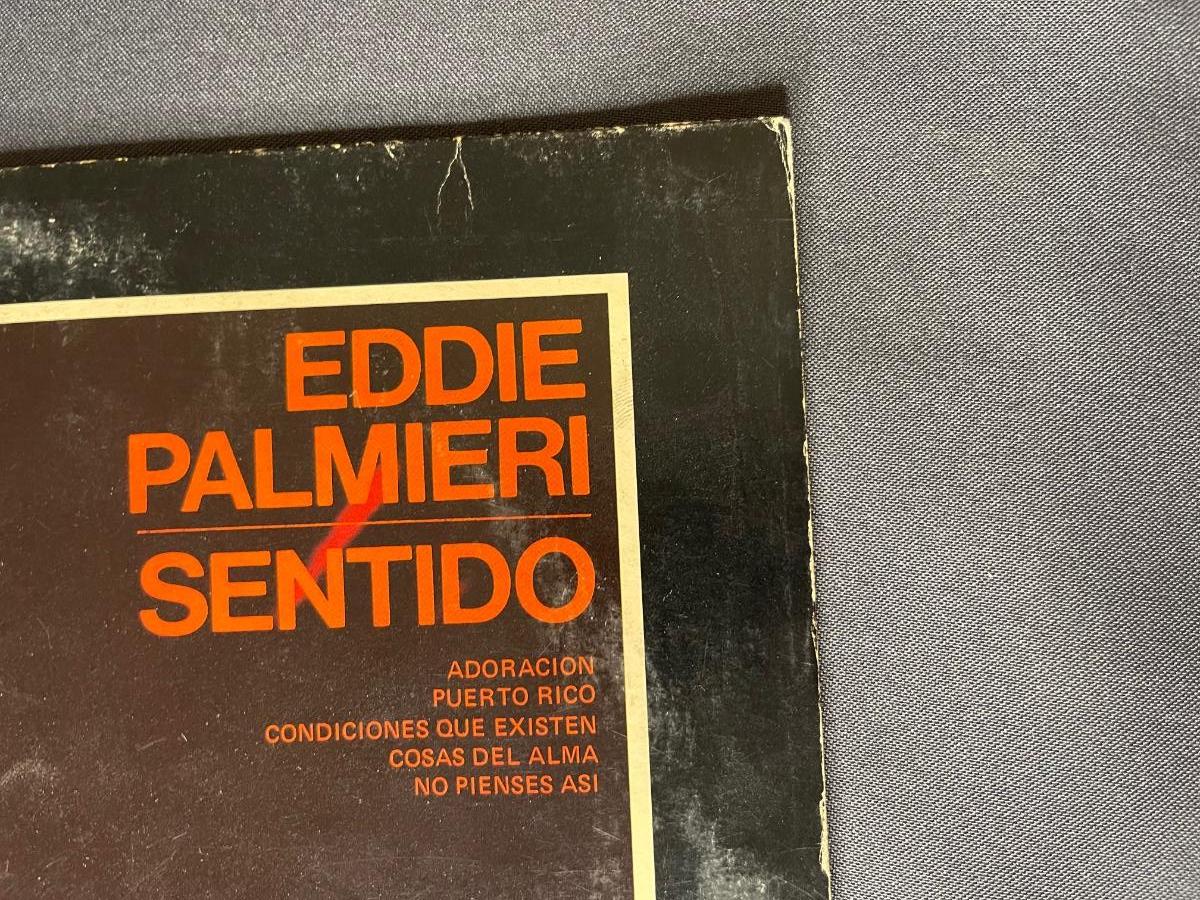 EDDIE
PALMIERI
SENTIDO
ADORACION
PUERTO RICO
CONDICIONES QUE EXISTEN
COSAS DEL ALMA
NO PIENSES ASI